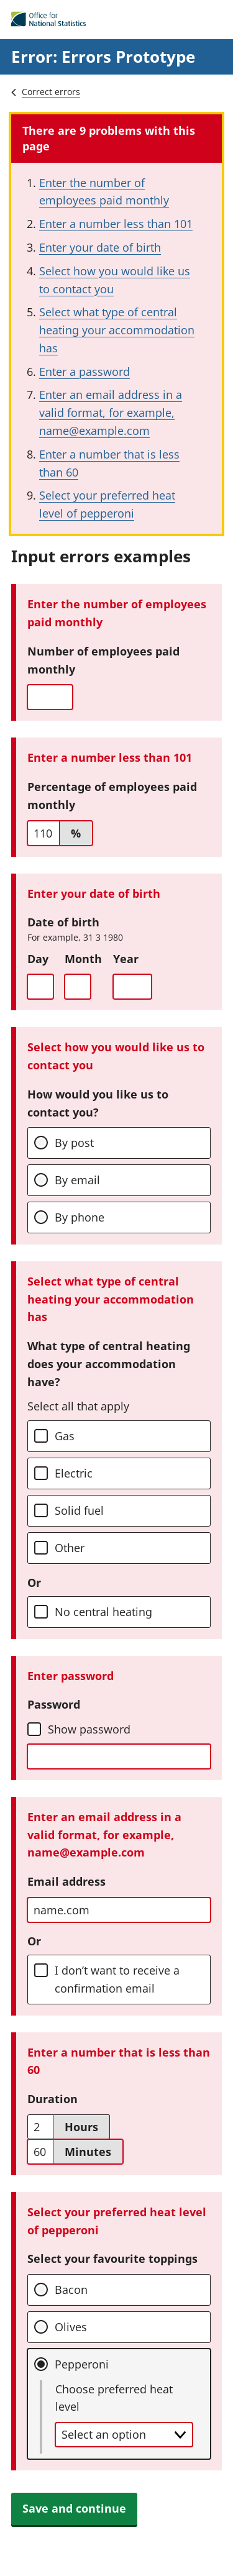 Office for
National Statistics
Error: Errors Prototype
Correct errors
There are 9 problems with this
page
1. Enter the number of
employees paid monthly
2. Enter a number less than 101
3. Enter your date of birth
4. Select how you would like us
to contact you
5. Select what type of central
heating your accommodation
has
6. Enter a password
7. Enter an email address in a
valid format, for example,
name@example.com
8. Enter a number that is less
than 60
9. Select your preferred heat
level of pepperoni
Input errors examples
Enter the number of employees
paid monthly
Number of employees paid
monthly
Enter a number less than 101
Percentage of employees paid
monthly
110 %
Enter your date of birth
Date of birth
For example, 31 3 1980
Day Month Year
Select how you would like us to
contact you
How would you like us to
contact you?
By post
By email
By phone
Select what type of central
heating your accommodation
has
What type of central heating
does your accommodation
have?
Select all that apply
Gas
Electric
Solid fuel
Other
Or
No central heating
Enter password
Password
Show password
Enter an email address in a
valid format, for example,
name@example.com
Email address
name.com
Or
I don’t want to receive a
confirmation email
Enter a number that is less than
60
Duration
2 Hours
60 Minutes
Select your preferred heat level
of pepperoni
Select your favourite toppings
Bacon
Olives
Pepperoni
Choose preferred heat
level
Select an option
Save and continue